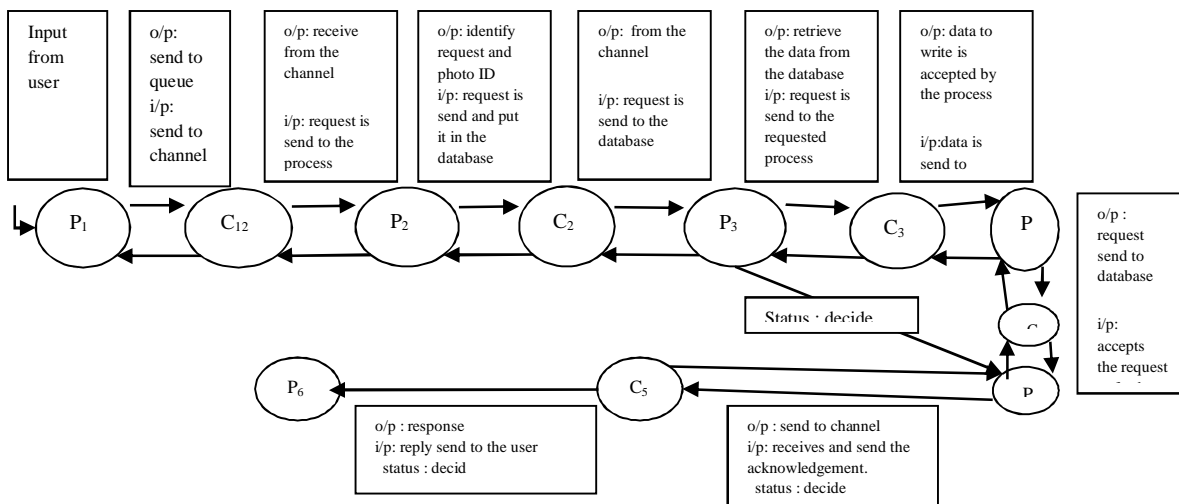 Input
from
user
o/p:
send to
queue
i/p:
send to
channel
o/p: receive
from the
channel
i/p: request is
send to the
process
o/p: identify
request and
photo ID
i/p: request is
send and put
it in the
database
o/p: from the
channel
i/p: request is
send to the
database
o/p: retrieve
the data from
the database
i/p: request is
send to the
requested
process
o/p: data to
write is
accepted by
the process
i/p:data is
send to
P1
C12
P2
C2
P3
C3
P
o/p :
request
send to
database
i/p:
accepts
the request
Status : decide
P6
C5
P
o/p : response
i/p: reply send to the user
status : decid
o/p : send to channel
i/p: receives and send the
acknowledgement.
status : decide